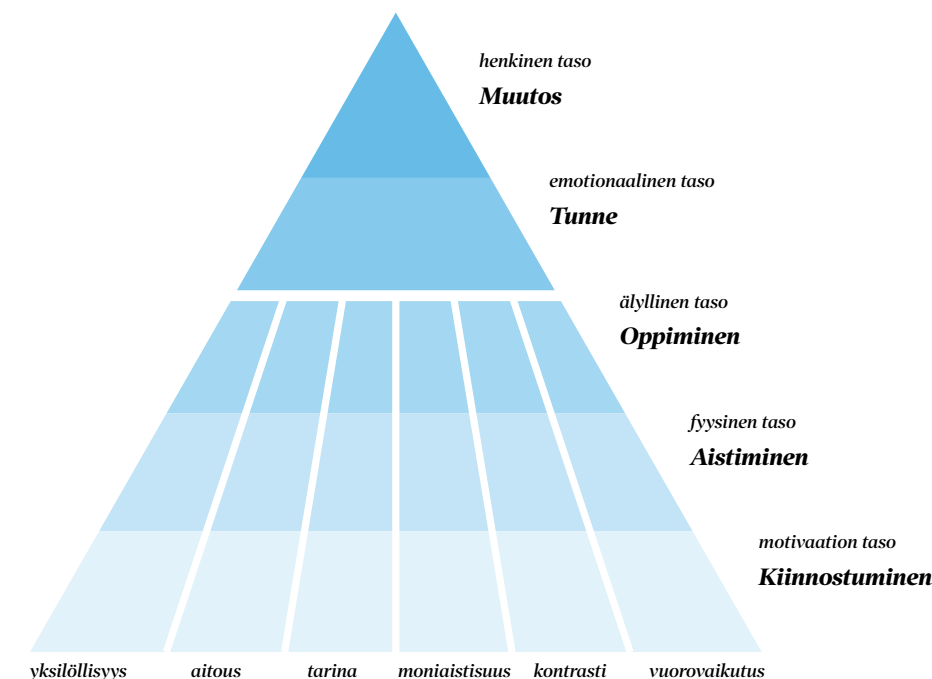 henkinen taso
Muutos
emotionaalinen taso
Tunne
älyllinen taso
Oppiminen
fyysinen taso
Aistiminen
motivaation taso
Kiinnostuminen
yksilöllisyys aitous tarina moniaistisuus kontrasti vuorovaikutus